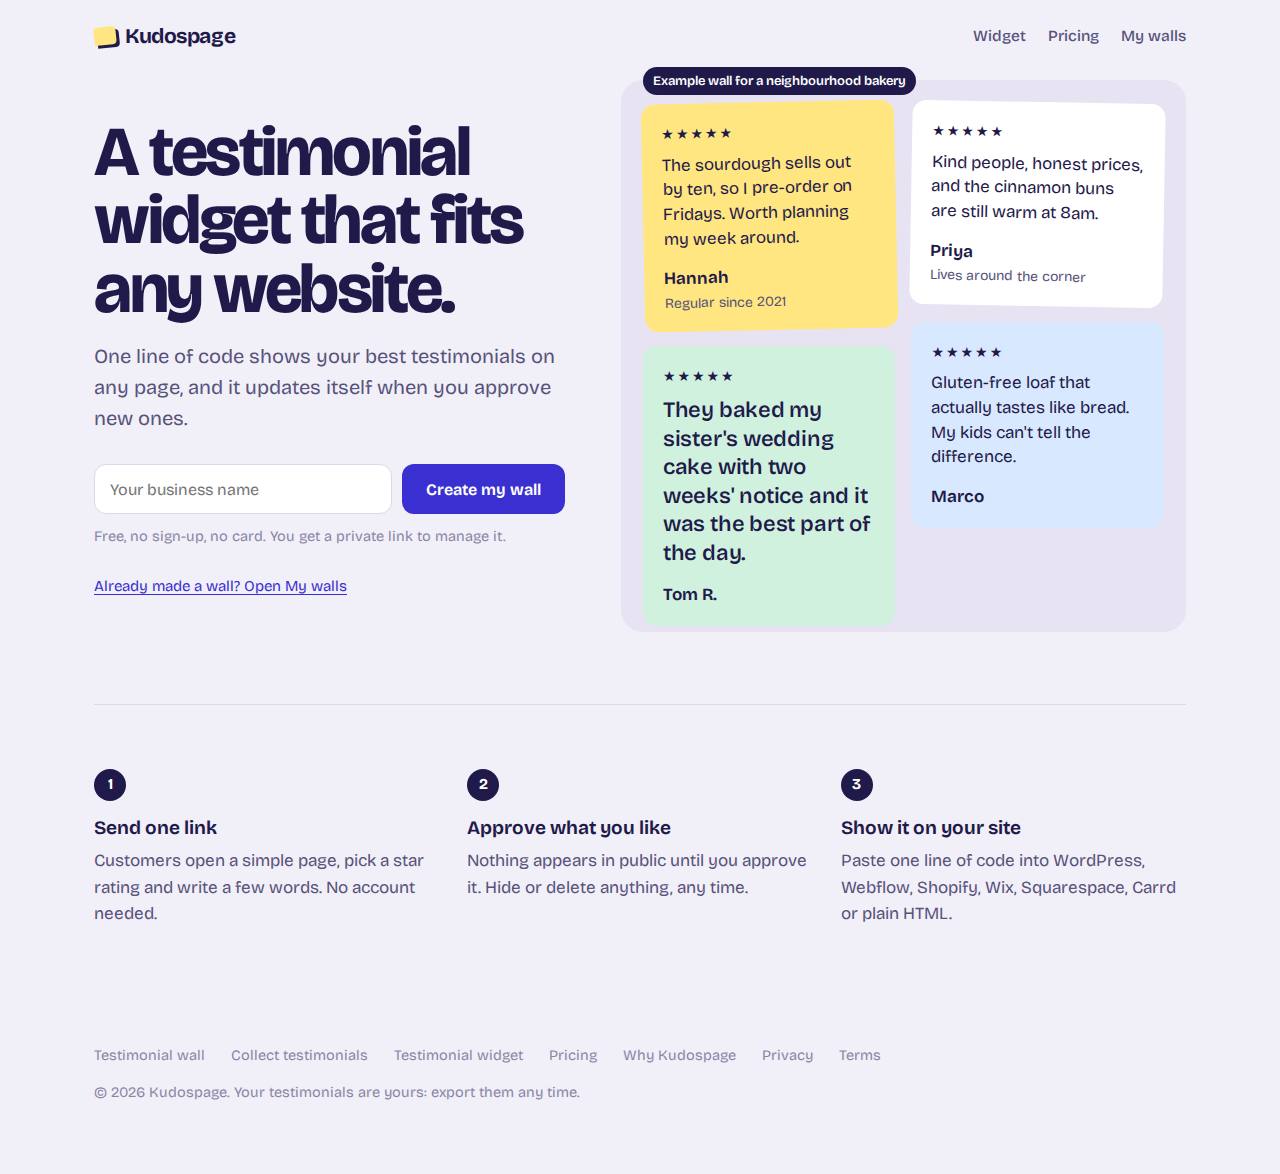 Kudospage
Widget
Pricing
My walls
A testimonial
widget that fits
any website.
One line of code shows your best testimonials on
any page, and it updates itself when you approve
new ones.
Your business name
Create my wall
Free, no sign-up, no card. You get a private link to manage it.
Already made a wall? Open My walls
Example wall for a neighbourhood bakery
★★★★★
The sourdough sells out
by ten, so I pre-order on
Fridays. Worth planning
my week around.
Hannah
Regular since 2021
★★★★★
They baked my
sister's wedding
cake with two
weeks' notice and it
was the best part of
the day.
Tom R.
★★★★★
Kind people, honest prices,
and the cinnamon buns
are still warm at 8am.
Priya
Lives around the corner
★★★★★
Gluten-free loaf that
actually tastes like bread.
My kids can't tell the
difference.
Marco
1
Send one link
Customers open a simple page, pick a star
rating and write a few words. No account
needed.
2
Approve what you like
Nothing appears in public until you approve
it. Hide or delete anything, any time.
3
Show it on your site
Paste one line of code into WordPress,
Webflow, Shopify, Wix, Squarespace, Carrd
or plain HTML.
Testimonial wall
Collect testimonials
Testimonial widget
Pricing
Why Kudospage
Privacy
Terms
© 2026 Kudospage. Your testimonials are yours: export them any time.